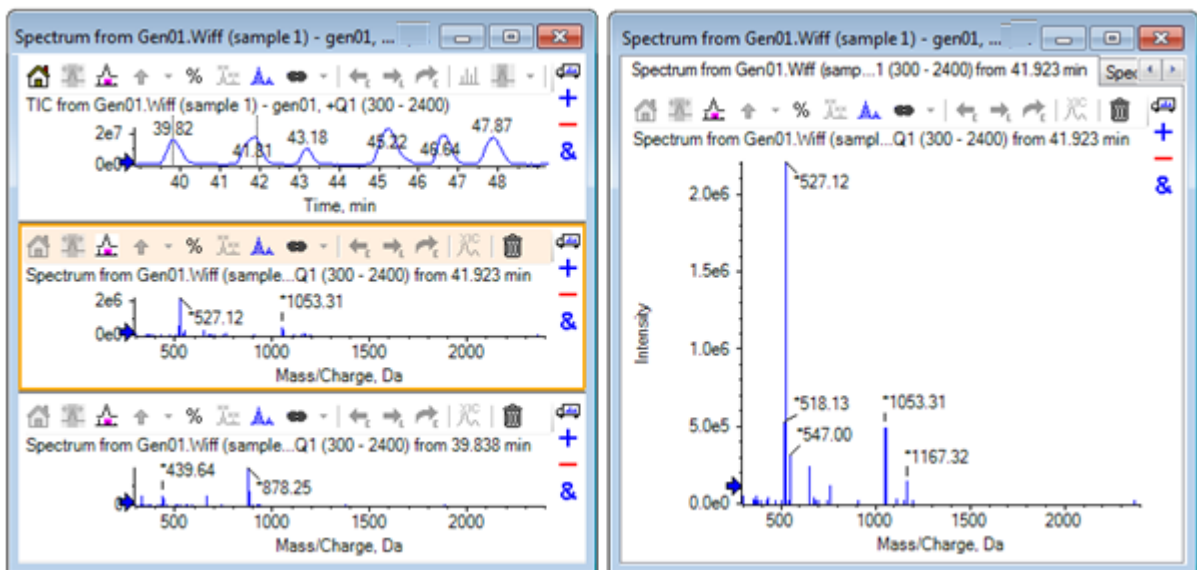 Spectrum from Gen01.Wiff (sample 1) - gen01, ...
%
TIC from Gen01.Wiff (sample 1) - gen01, +Q1 (300 - 2400)
2e7
0e0
39.82
41.81
43.18
45.22
46.64
47.87
40 41 42 43 44 45 46 47 48
Time, min
+
–
&
%
Spectrum from Gen01.Wiff (sample...Q1 (300 - 2400) from 41.923 min
2e6
0e0
*527.12
*1053.31
500 1000 1500 2000
Mass/Charge, Da
+
–
&
%
XIC
Spectrum from Gen01.Wiff (sample...Q1 (300 - 2400) from 39.838 min
*439.64
*878.25
500 1000 1500 2000
Mass/Charge, Da
+
–
&
Spectrum from Gen01.Wiff (sample 1) - gen01, ...
Spectrum from Gen01.Wiff (samp...1 (300 - 2400) from 41.923 min
Spec
%
Spectrum from Gen01.Wiff (sampl...Q1 (300 - 2400) from 41.923 min
+
–
&
Intensity
2.0e6
1.5e6
1.0e6
5.0e5
0.0e0
*527.12
*518.13
*547.00
*1053.31
*1167.32
500 1000 1500 2000
Mass/Charge, Da